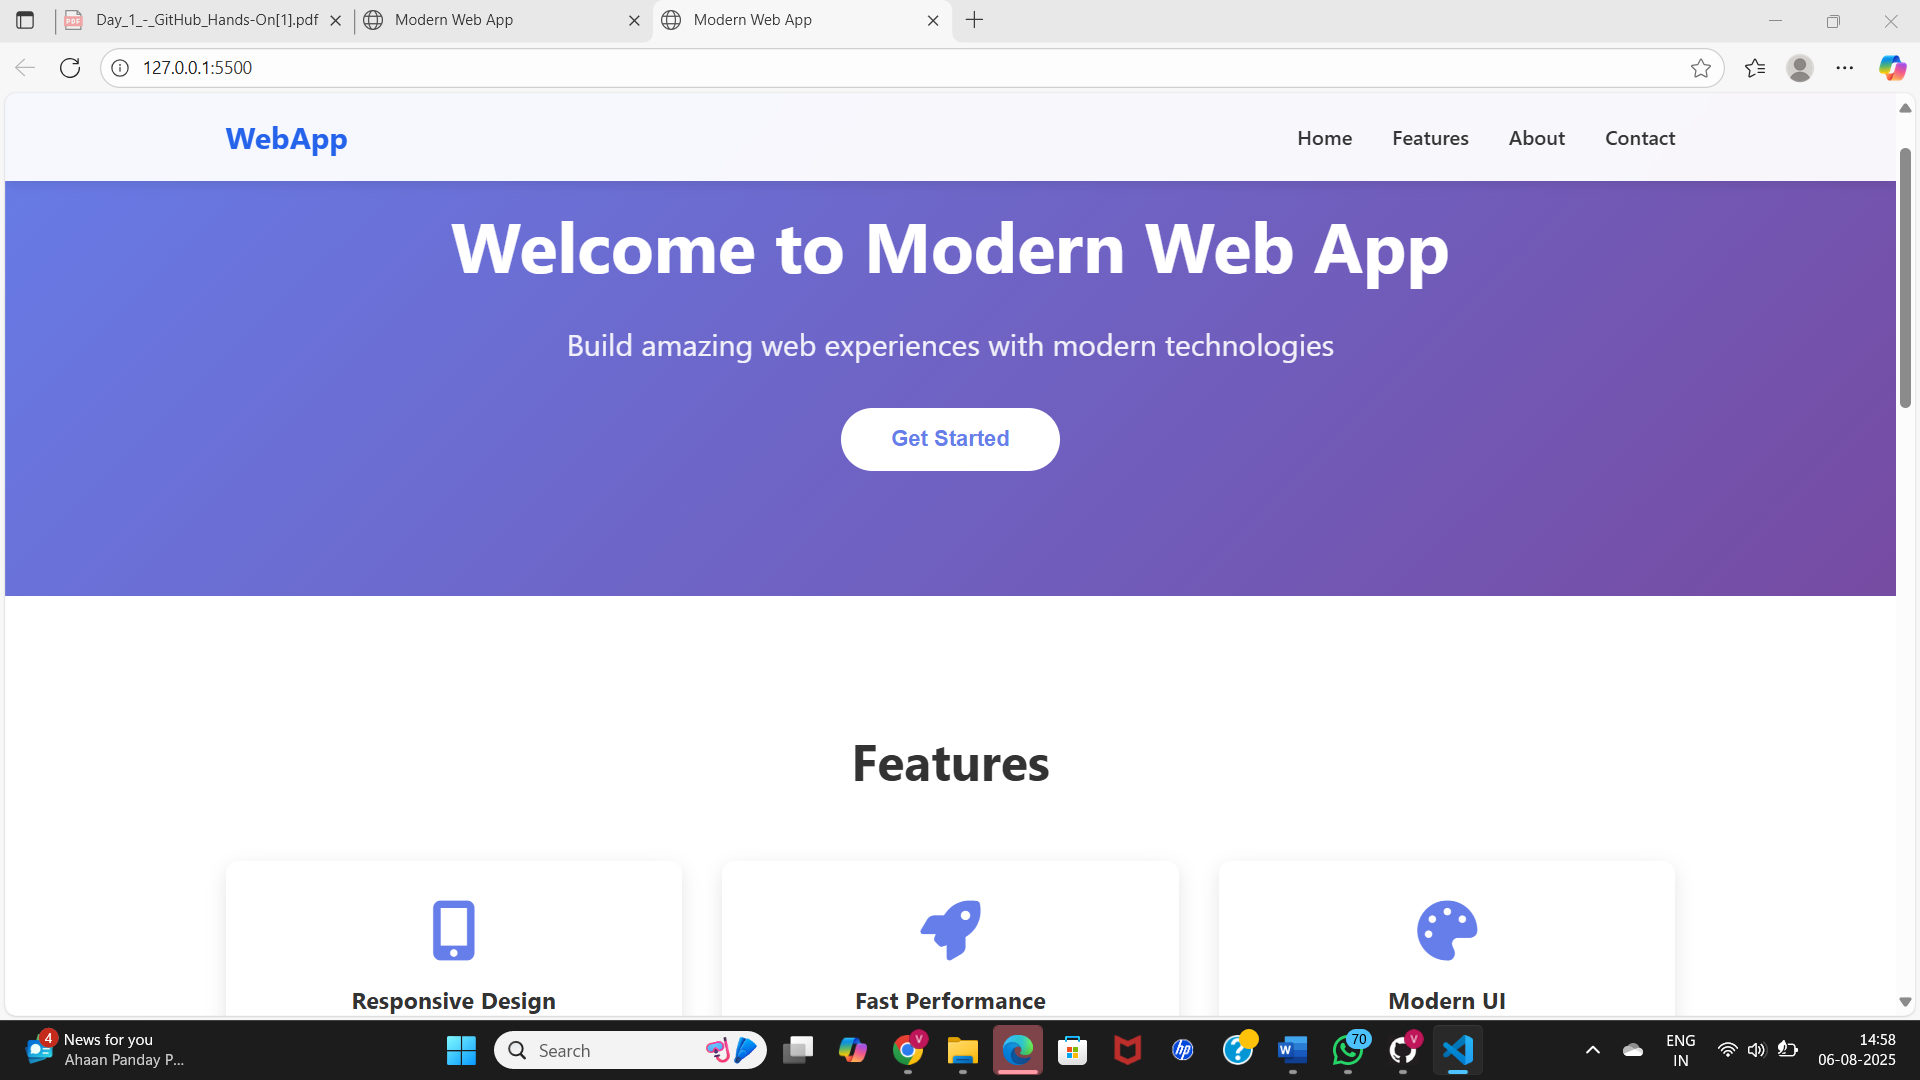 Day_1_-_GitHub_Hands-On[1].pdf
Modern Web App
Modern Web App
127.0.0.1:5500
WebApp
Home
Features
About
Contact
Welcome to Modern Web App
Build amazing web experiences with modern technologies
Get Started
Features
Responsive Design
Fast Performance
Modern UI
4
News for you
Ahaan Panday P...
Search
V
hp
?
W
70
V
ENG
IN
14:58
06-08-2025